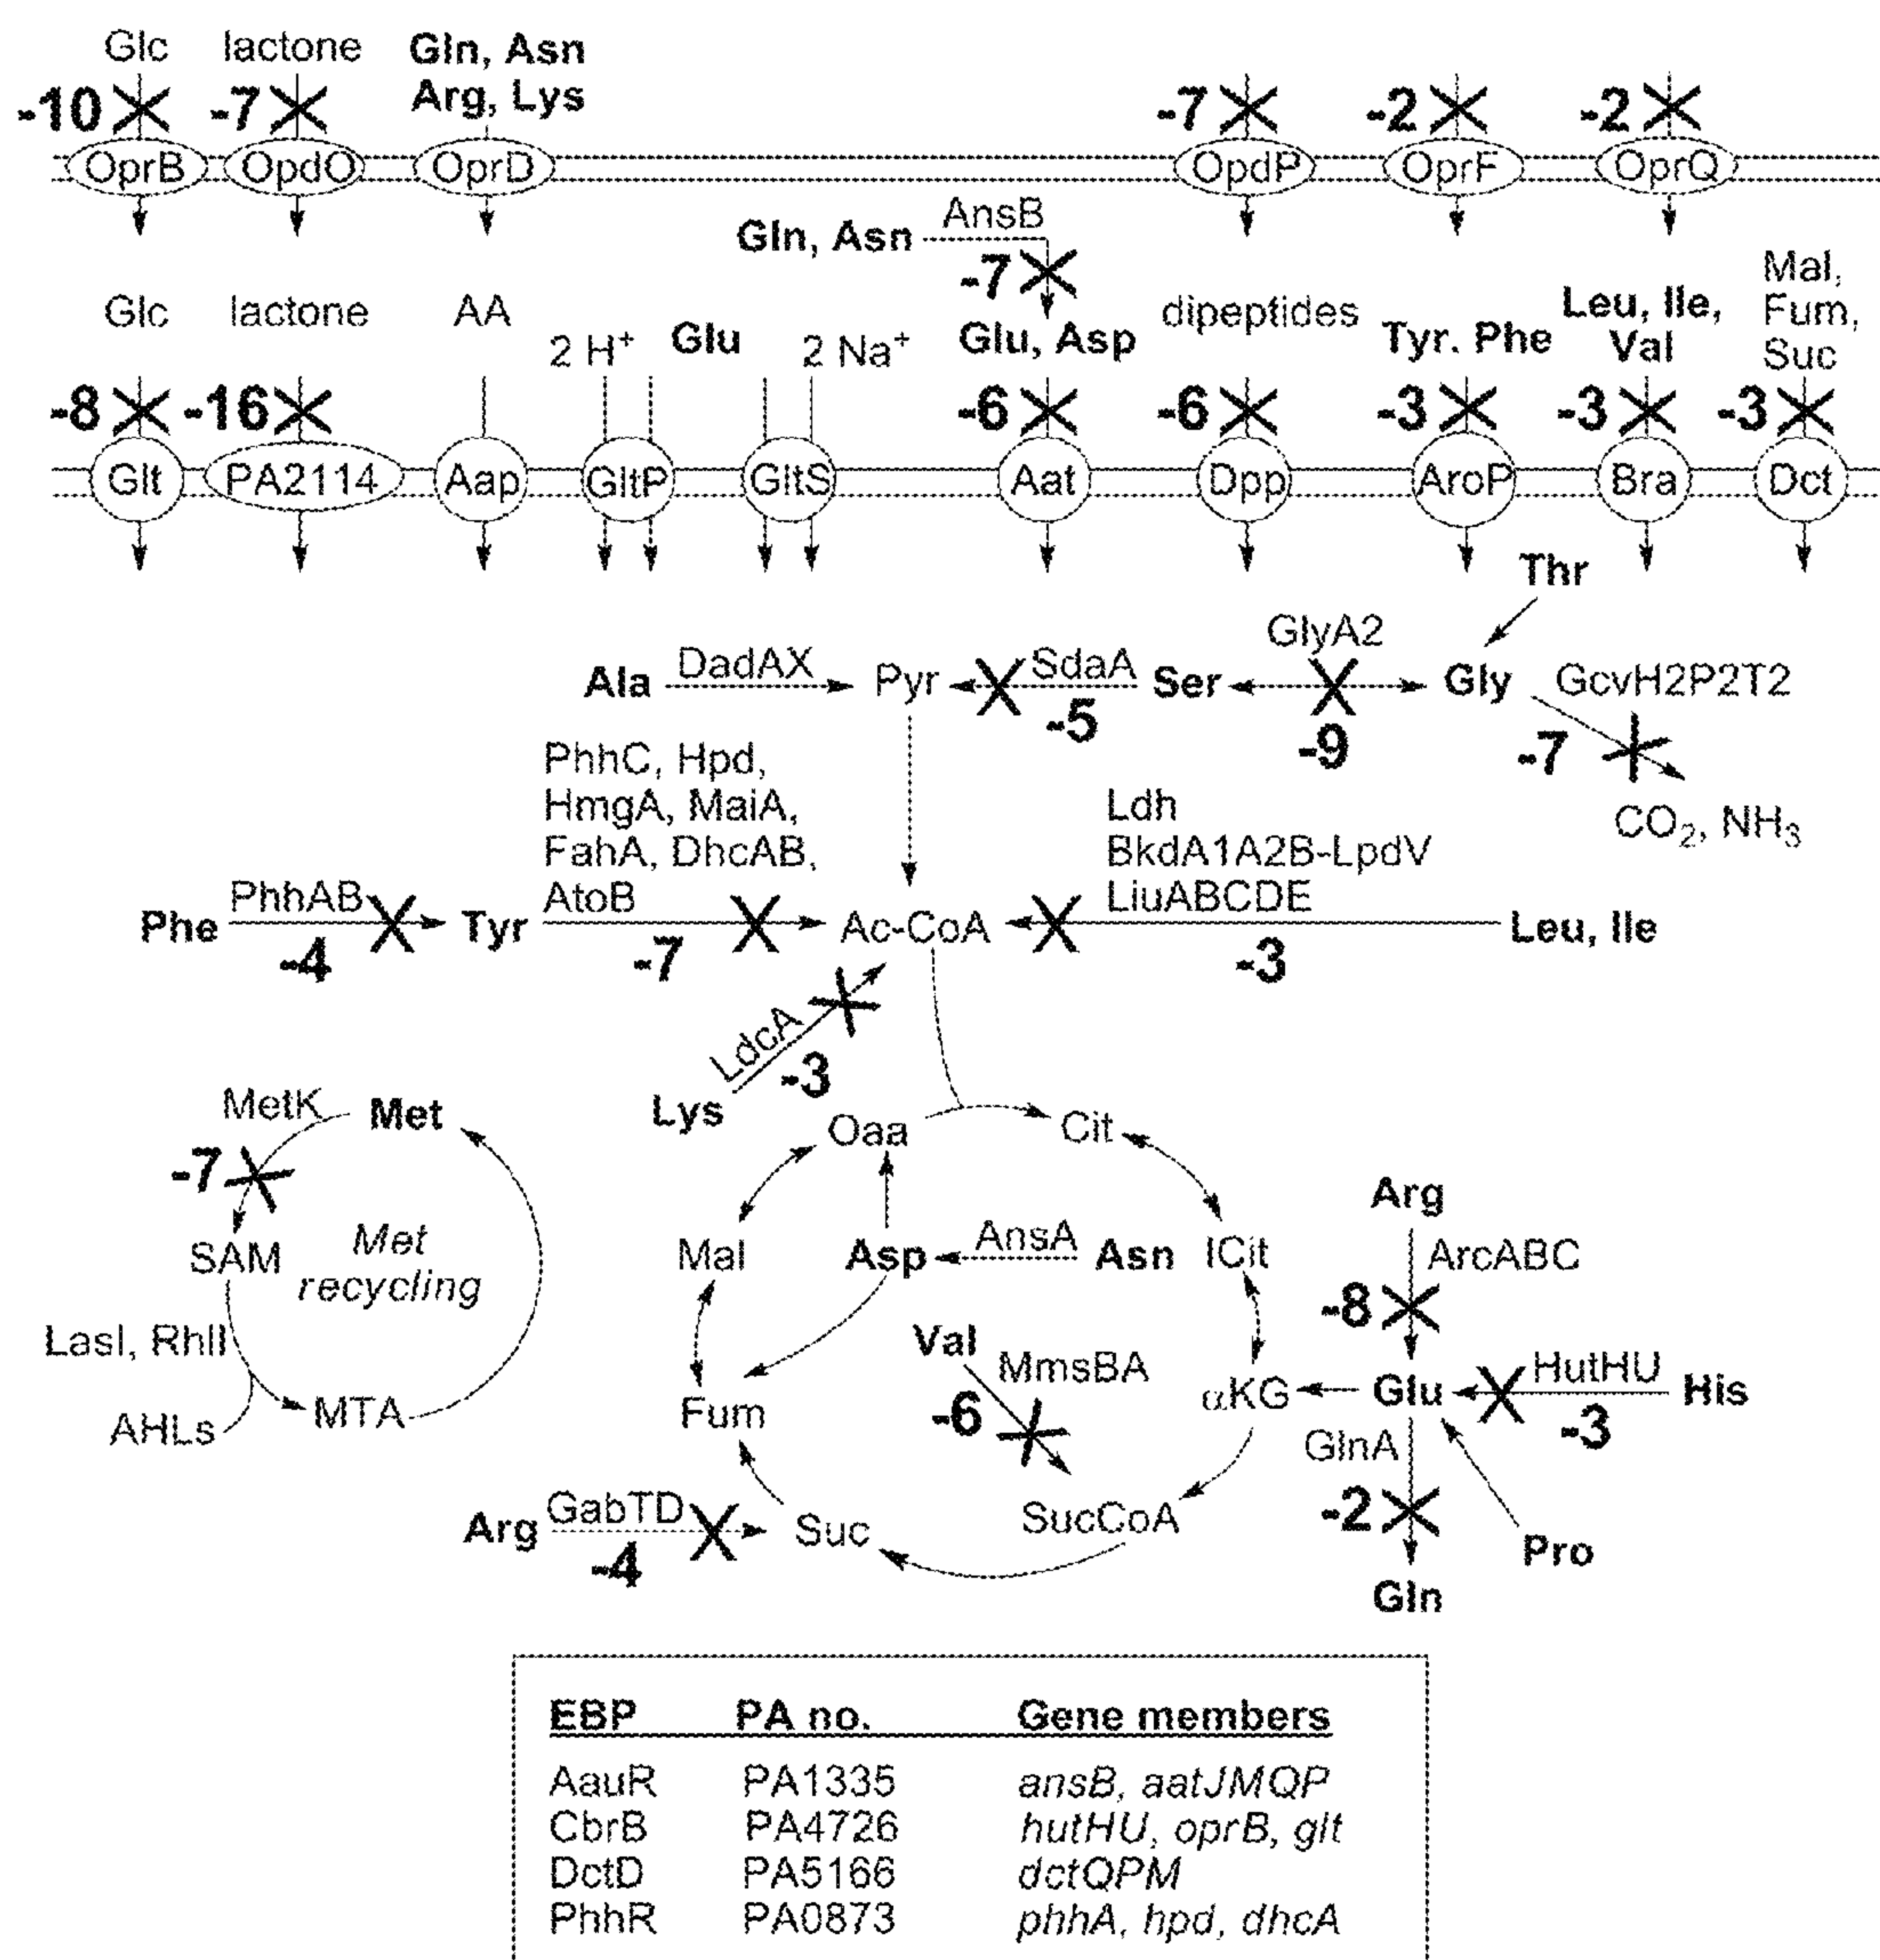 Glc lactone Gln, Asn
Arg, Lys
-10 -7 -7 -2 -2
OprB OpdO OprD OpdP OprF OprQ
Gln, Asn AnsB
-7
Glc lactone AA 2 H+ Glu 2 Na+ Glu, Asp dipeptides Tyr. Phe Leu, Ile,
Val
Mal,
Fum,
Suc
-8 -16 -6 -6 -3 -3 -3
Glt PA2114 Aap GltP GltS Aat Dpp AroP Bra Dct
Thr
Ala DadAX Pyr SdaA Ser GlyA2 Gly GcvH2P2T2
-5 -9 -7
CO2, NH3
PhhC, Hpd,
HmgA, MaiA,
FahA, DhcAB,
AtoB
Ldh
BkdA1A2B-LpdV
LiuABCDE
Phe PhhAB Tyr Ac-CoA Leu, Ile
-4 -7 -3
LdcA
-3
Lys
MetK Met
-7
SAM Met
recycling
LasI, RhlI
AHLs MTA
Oaa Cit
Mal Asp AnsA Asn ICit
Arg
ArcABC
-8
Val MmsBA
-6
Fum αKG Glu HutHU His
-3
GlnA
-2
Arg GabTD Suc SucCoA Pro
-4
Gln
EBP PA no. Gene members
AauR PA1335 ansB, aatJMQP
CbrB PA4726 hutHU, oprB, glt
DctD PA5166 dctQPM
PhhR PA0873 phhA, hpd, dhcA